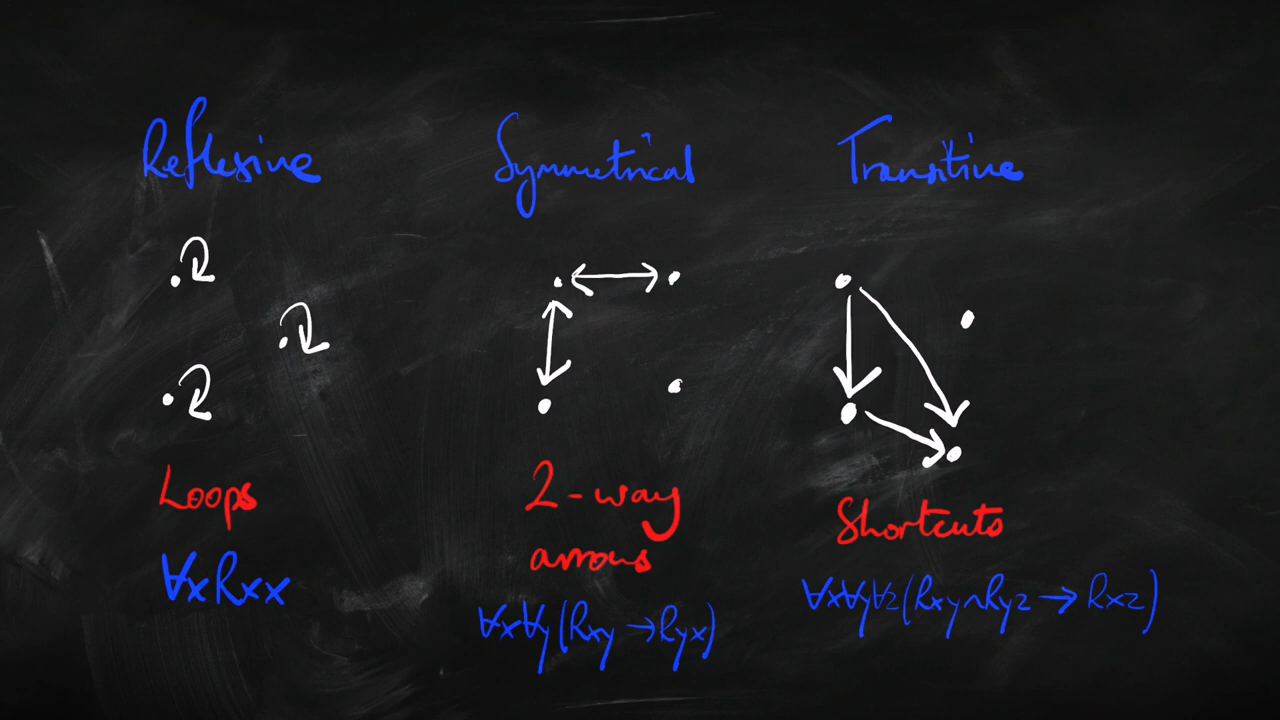 Reflexive
Symmetrical
Transitive
Loops
2-way
arrows
Shortcuts
∀xRxx
∀x∀y(Rxy→Ryx)
∀x∀y∀z(Rxy∧Ryz→Rxz)